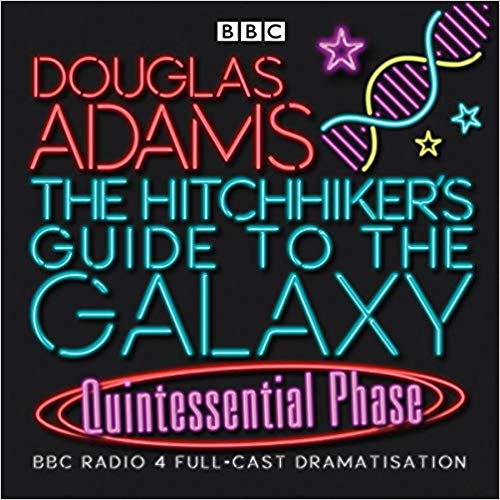 BBC
DOUGLAS
ADAMS
THE HITCHHIKER'S
GUIDE TO THE
GALAXY
Quintessential Phase
BBC RADIO 4 FULL-CAST DRAMATISATION